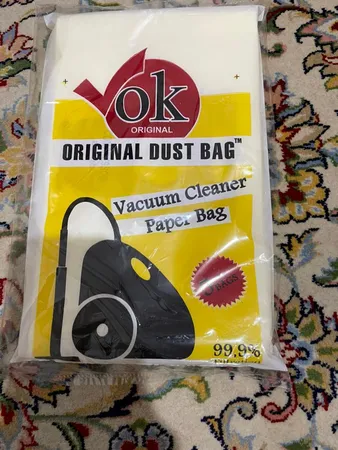 ok
ORIGINAL
ORIGINAL DUST BAG™
Vacuum Cleaner
Paper Bag
99.9%